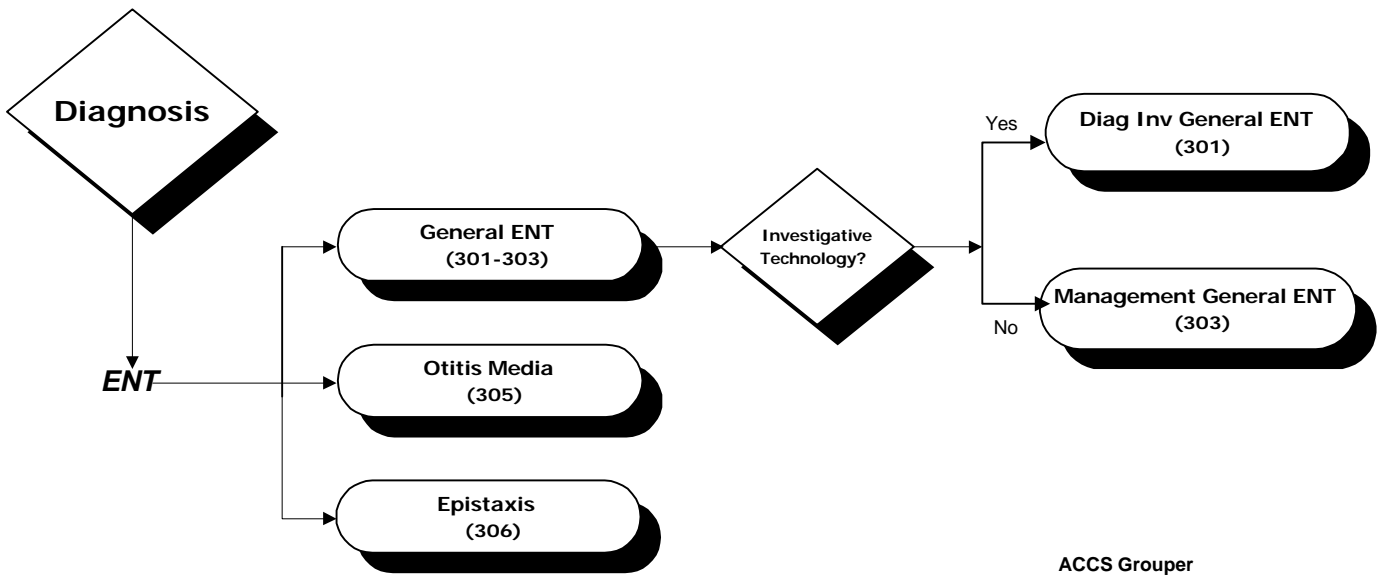 Diagnosis
ENT
General ENT
(301-303)
Otitis Media
(305)
Epistaxis
(306)
Investigative
Technology?
Yes
No
Diag Inv General ENT
(301)
Management General ENT
(303)
ACCS Grouper